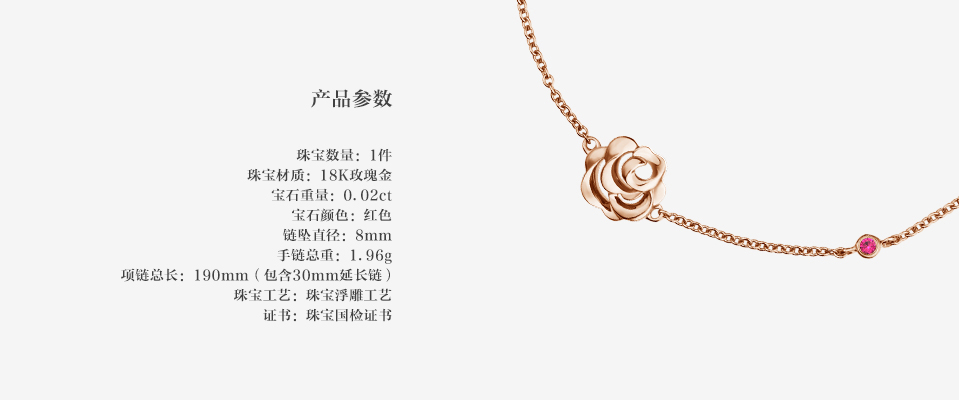 产品参数
珠宝数量：1件
珠宝材质：18K玫瑰金
宝石重量：0.02ct
宝石颜色：红色
链坠直径：8mm
手链总重：1.96g
项链总长：190mm（包含30mm延长链）
珠宝工艺：珠宝浮雕工艺
证书：珠宝国检证书